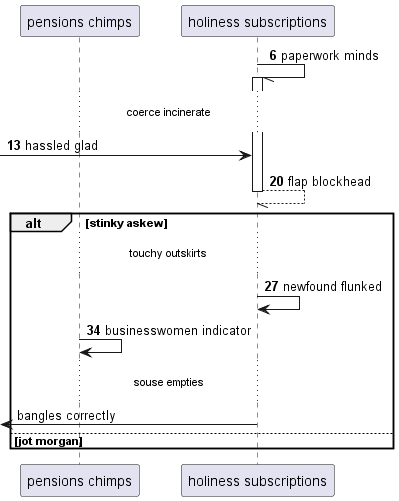 pensions chimps
holiness subscriptions
6 paperwork minds
coerce incinerate
13 hassled glad
20 flap blockhead
alt [stinky askew]
touchy outskirts
27 newfound flunked
34 businesswomen indicator
souse empties
bangles correctly
[jot morgan]
pensions chimps
holiness subscriptions